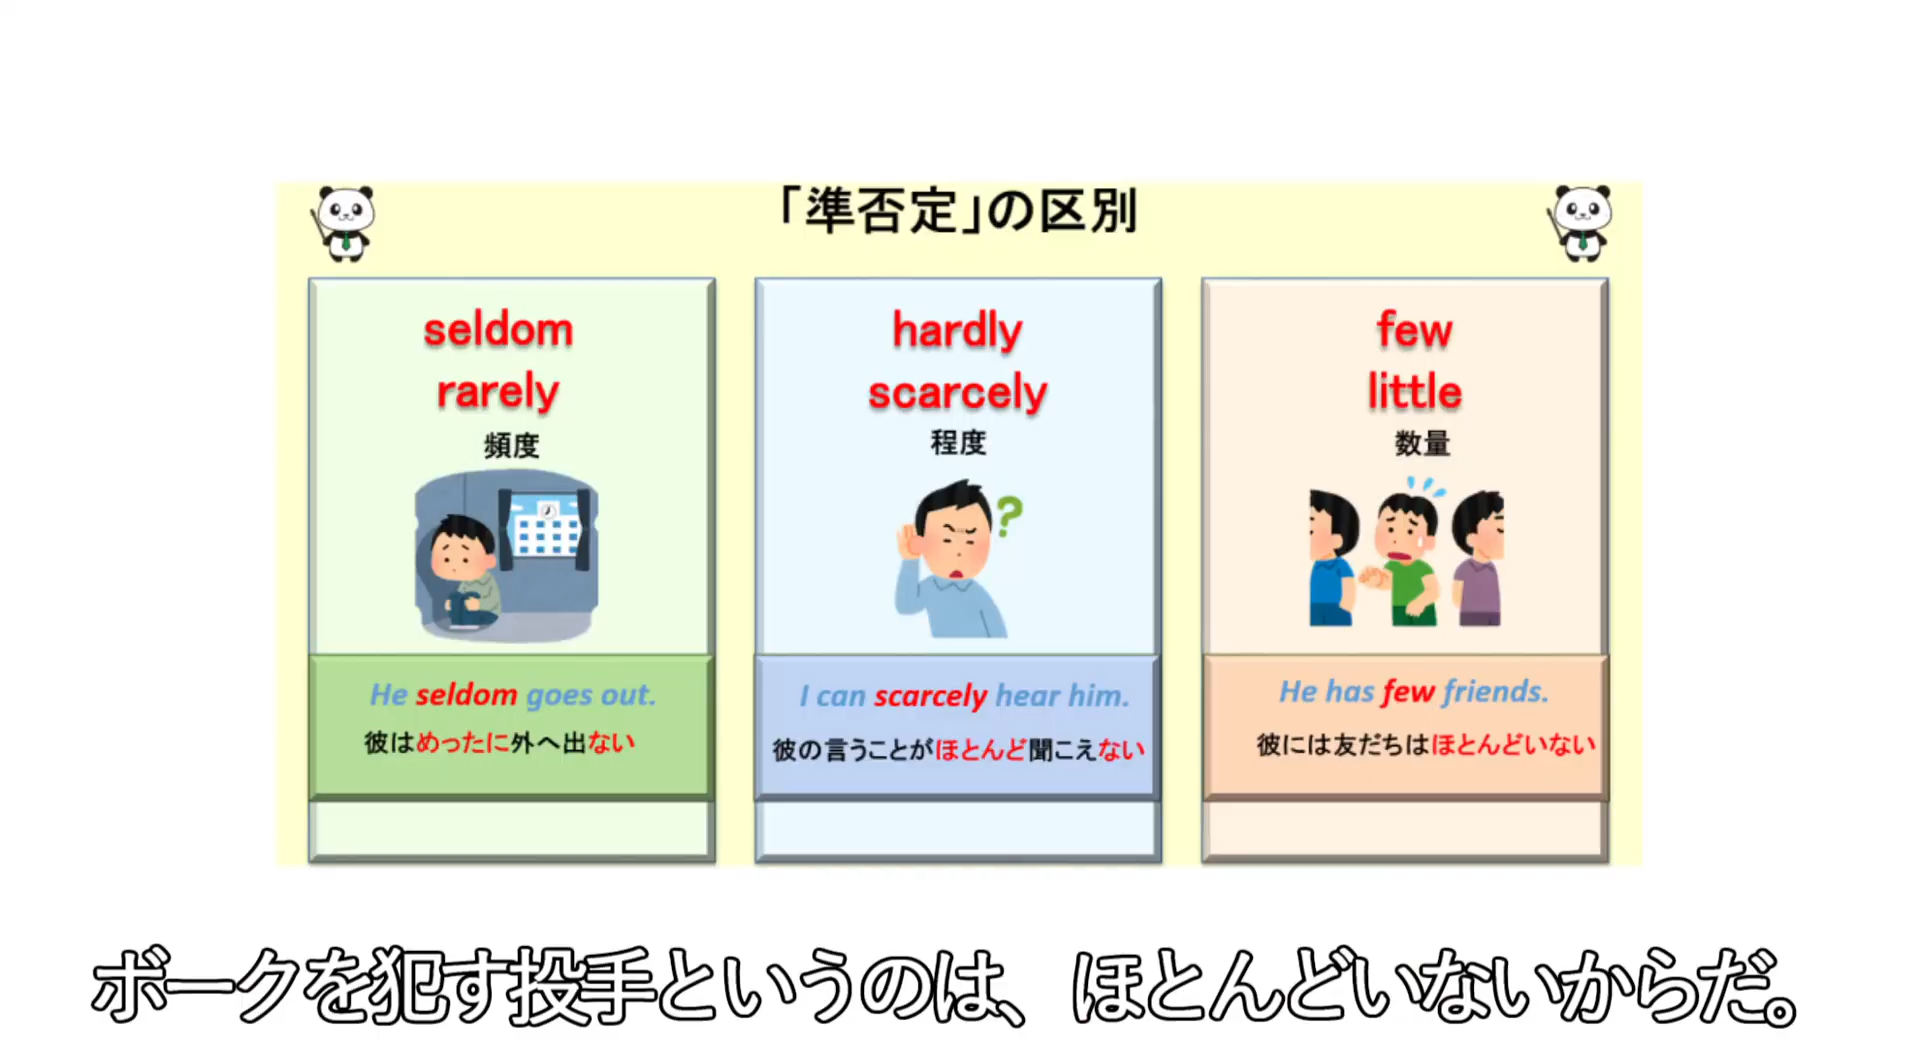 「準否定」の区別
seldom
rarely
頻度
He seldom goes out.
彼はめったに外へ出ない
hardly
scarcely
程度
?
I can scarcely hear him.
彼の言うことがほとんど聞こえない
few
little
数量
He has few friends.
彼には友だちはほとんどいない
ボークを犯す投手というのは、ほとんどいないからだ。